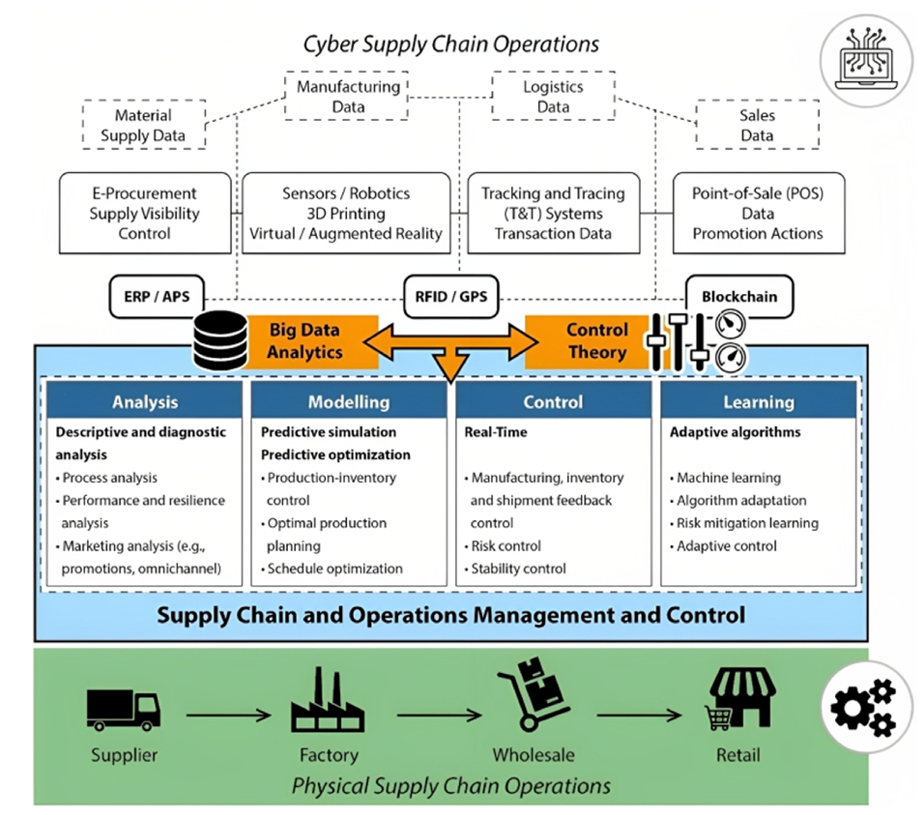 Cyber Supply Chain Operations
Material
Supply Data
Manufacturing
Data
Logistics
Data
Sales
Data
E-Procurement
Supply Visibility
Control
Sensors / Robotics
3D Printing
Virtual / Augmented Reality
Tracking and Tracing
(T&T) Systems
Transaction Data
Point-of-Sale (POS)
Data
Promotion Actions
ERP / APS
RFID / GPS
Blockchain
Big Data
Analytics
Control
Theory
Analysis
Descriptive and diagnostic
analysis
• Process analysis
• Performance and resilience
analysis
• Marketing analysis (e.g.,
promotions, omnichannel)
Modelling
Predictive simulation
Predictive optimization
• Production-inventory
control
• Optimal production
planning
• Schedule optimization
Control
Real-Time
• Manufacturing, inventory
and shipment feedback
control
• Risk control
• Stability control
Learning
Adaptive algorithms
• Machine learning
• Algorithm adaptation
• Risk mitigation learning
• Adaptive control
Supply Chain and Operations Management and Control
Supplier
Factory
Wholesale
Retail
Physical Supply Chain Operations